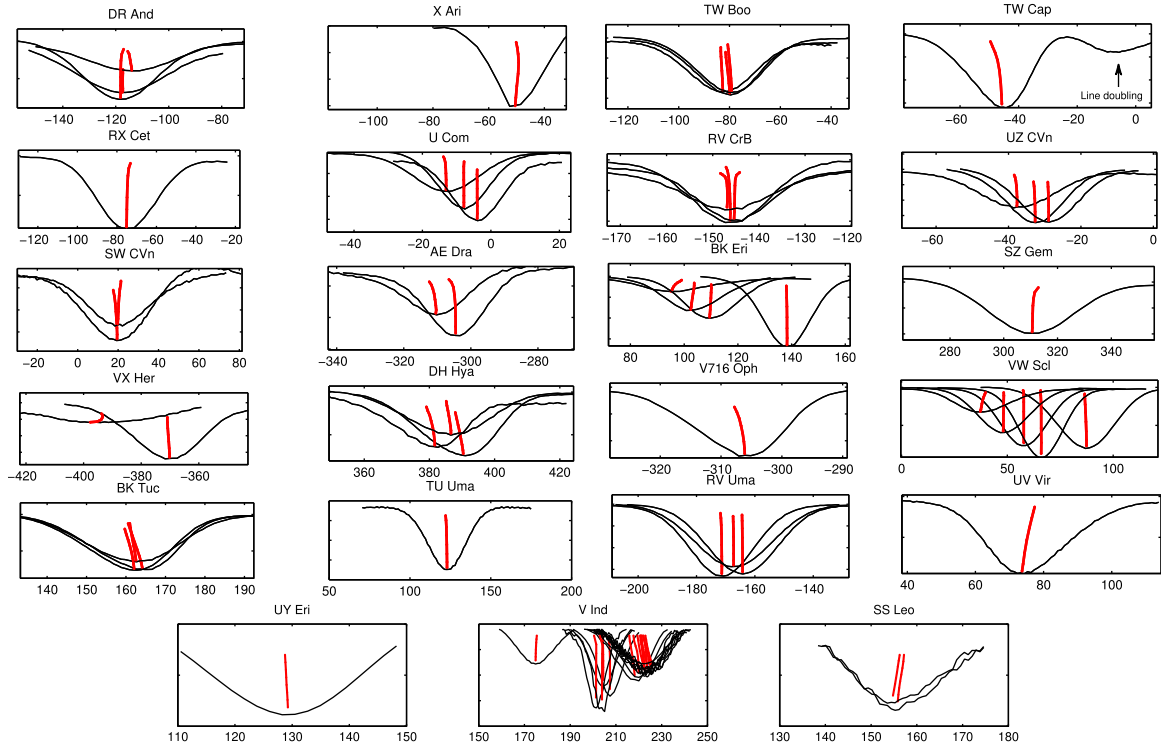 DR And
X Ari
TW Boo
TW Cap
Line doubling
−140 −120 −100 −80
−100 −80 −60 −40
−120 −100 −80 −60 −40
−60 −40 −20 0
RX Cet
U Com
RV CrB
UZ CVn
−120 −100 −80 −60 −40 −20
−40 −20 0 20
−170 −160 −150 −140 −130 −120
−60 −40 −20 0
SW CVn
AE Dra
BK Eri
SZ Gem
−20 0 20 40 60 80
−340 −320 −300 −280
80 100 120 140 160
280 300 320 340
VX Her
DH Hya
V716 Oph
VW Scl
−420 −400 −380 −360
360 380 400 420
−320 −310 −300 −290
0 50 100
BK Tuc
TU Uma
RV Uma
UV Vir
140 150 160 170 180 190
50 100 150 200
−200 −180 −160 −140
40 60 80 100
UY Eri
V Ind
SS Leo
110 120 130 140 150
150 170 190 210 230 250
130 140 150 160 170 180